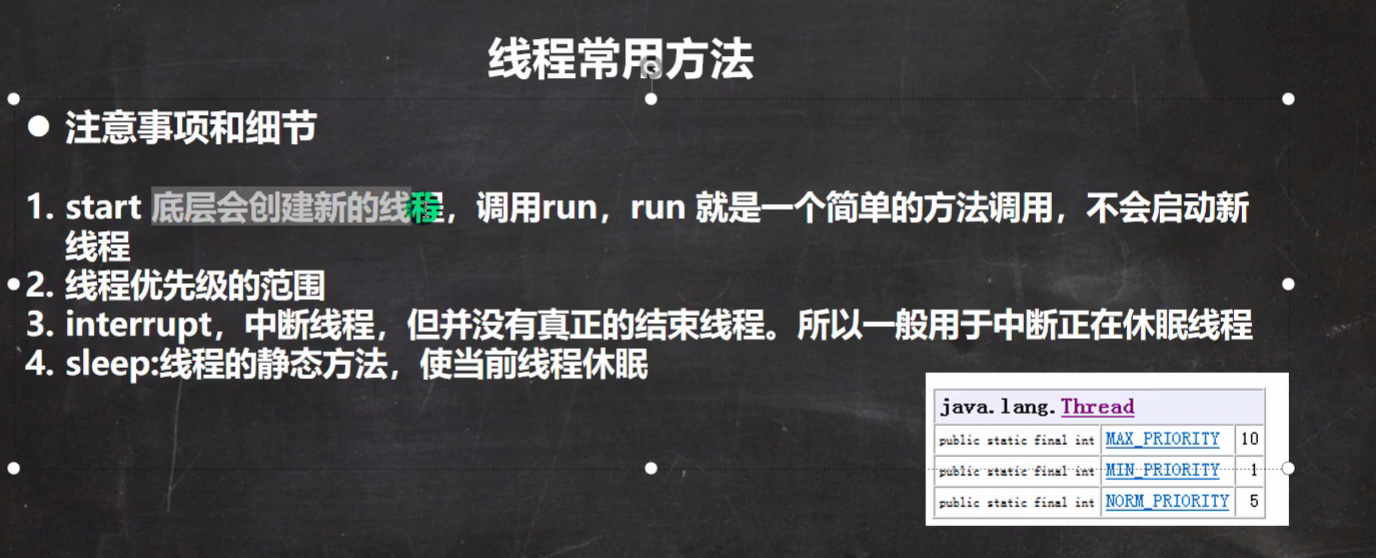 线程常用方法
● 注意事项和细节
1. start 底层会创建新的线程，调用run，run 就是一个简单的方法调用，不会启动新
线程
2. 线程优先级的范围
3. interrupt，中断线程，但并没有真正的结束线程。所以一般用于中断正在休眠线程
4. sleep:线程的静态方法，使当前线程休眠
java.lang.Thread
public static final int MAX_PRIORITY 10
public static final int MIN_PRIORITY 1
public static final int NORM_PRIORITY 5